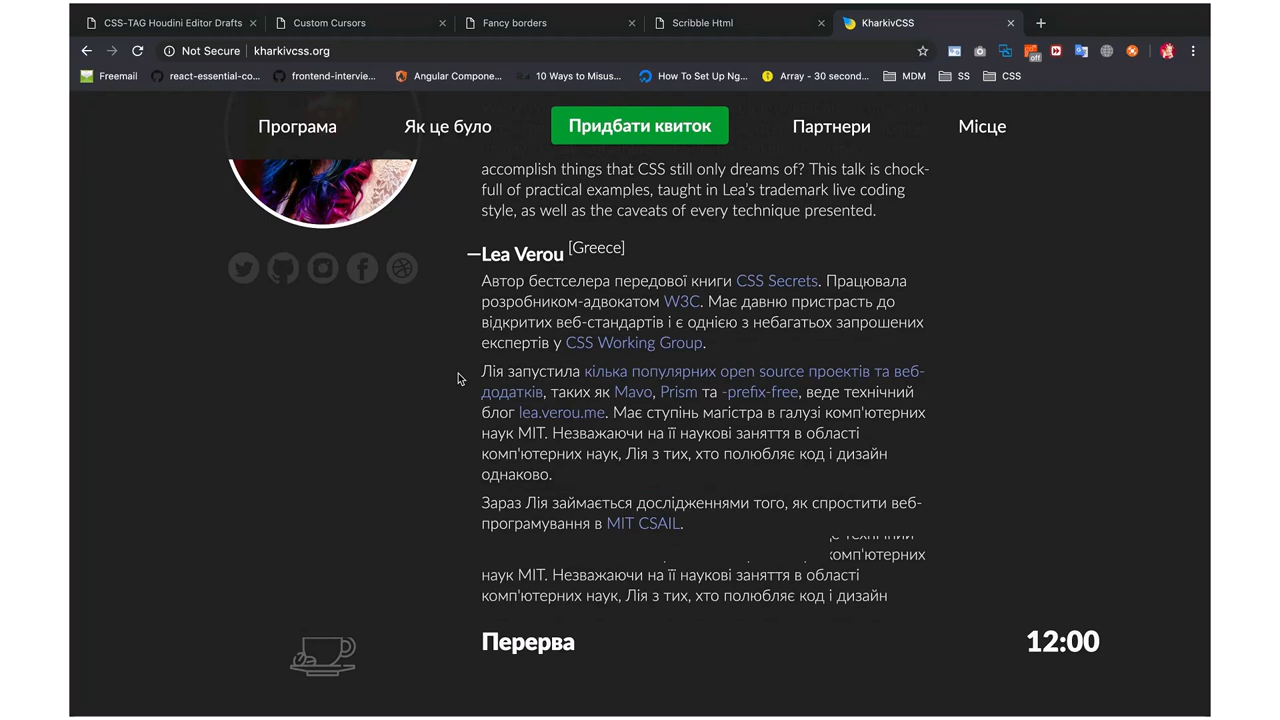 CSS-TAG Houdini Editor Drafts
Custom Cursors
Fancy borders
Scribble Html
KharkivCSS
Not Secure
kharkivcss.org
off
Freemail
react-essential-co...
frontend-intervie...
Angular Compone...
10 Ways to Misus...
How To Set Up Ng...
Array - 30 second...
MDM
SS
CSS
Програма
Як це було
Придбати квиток
Партнери
Місце
accomplish things that CSS still only dreams of? This talk is chock-
full of practical examples, taught in Lea's trademark live coding
style, as well as the caveats of every technique presented.
—Lea Verou [Greece]
Автор бестселера передової книги CSS Secrets. Працювала
розробником-адвокатом W3C. Має давню пристрасть до
відкритих веб-стандартів і є однією з небагатьох запрошених
експертів у CSS Working Group.
Лія запустила кілька популярних open source проектів та веб-
додатків, таких як Mavo, Prism та -prefix-free, веде технічний
блог lea.verou.me. Має ступінь магістра в галузі комп'ютерних
наук MIT. Незважаючи на її наукові заняття в області
комп'ютерних наук, Лія з тих, хто полюбляє код і дизайн
однаково.
Зараз Лія займається дослідженнями того, як спростити веб-
програмування в MIT CSAIL.
комп'ютерних
наук MIT. Незважаючи на її наукові заняття в області
комп'ютерних наук, Лія з тих, хто полюбляє код і дизайн
Перерва
12:00